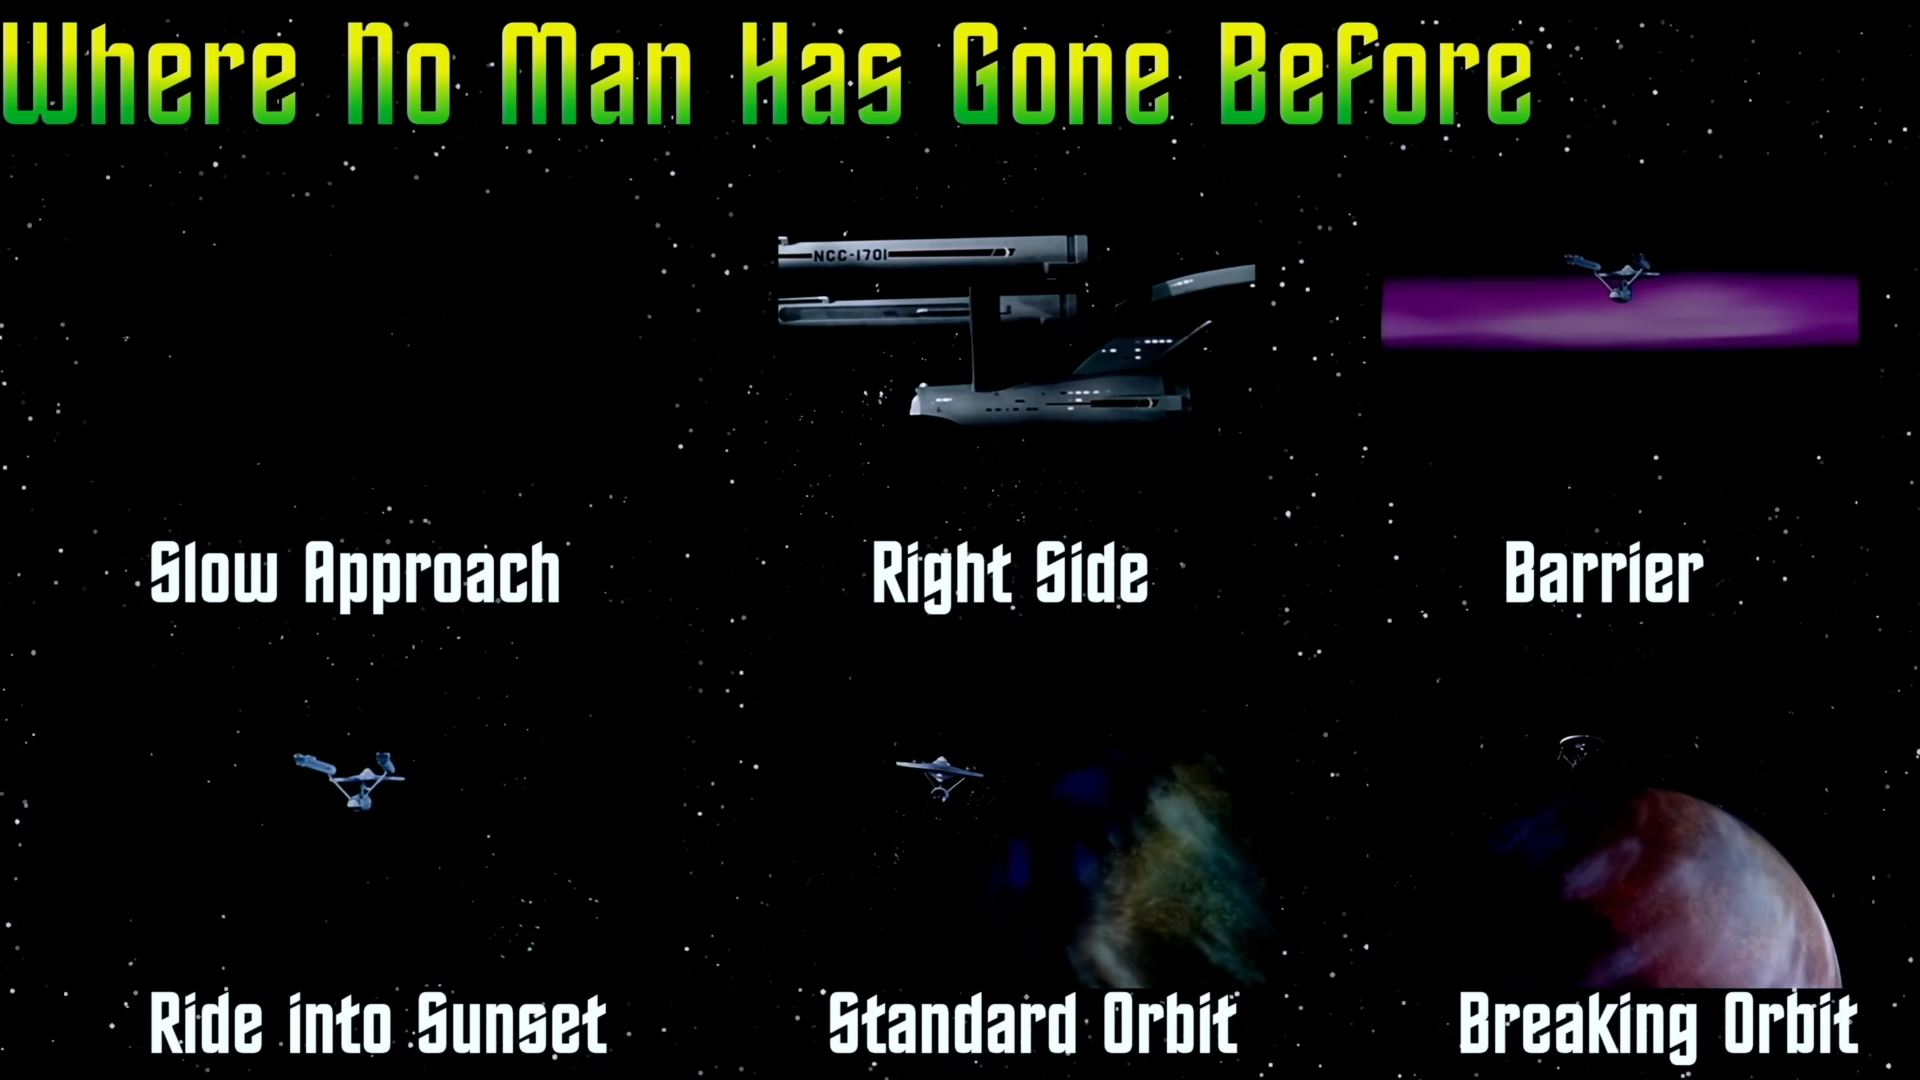 Where No Man Has Gone Before
NCC-1701
Slow Approach
Right Side
Barrier
Ride into Sunset
Standard Orbit
Breaking Orbit